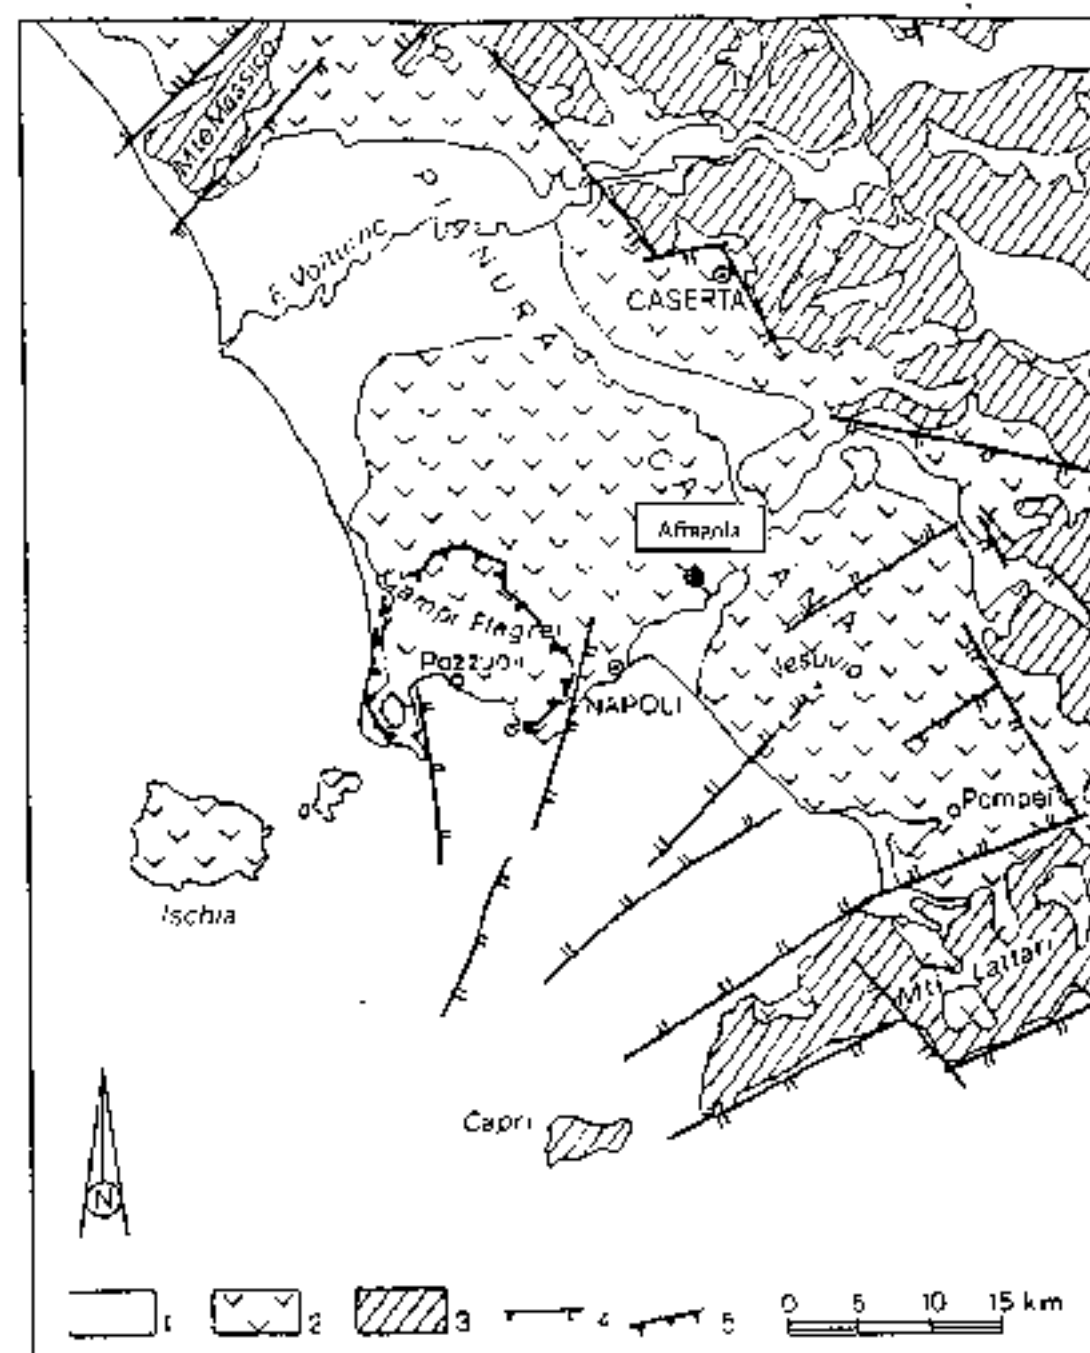 Mte Massico
PIANURA
F. Volturno
CASERTA
CAMPANA
Afragola
Campi Flegrei
Pozzuoli
NAPOLI
Vesuvio
Pompei
Ischia
Mti Lattari
Capri
N
1 2 3 4 5 0 5 10 15 km